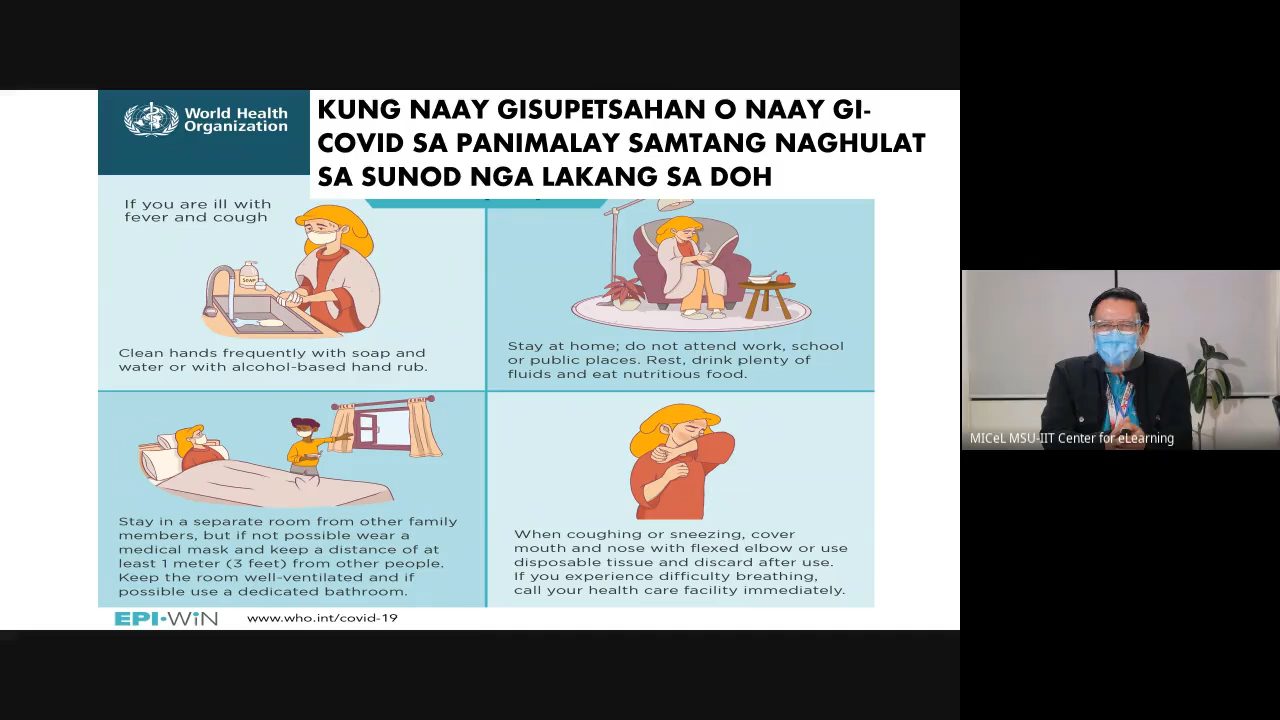 World Health
Organization
KUNG NAAY GISUPETSAHAN O NAAY GI-
COVID SA PANIMALAY SAMTANG NAGHULAT
SA SUNOD NGA LAKANG SA DOH
If you are ill with
fever and cough
SOAP
Clean hands frequently with soap and
water or with alcohol-based hand rub.
Stay at home; do not attend work, school
or public places. Rest, drink plenty of
fluids and eat nutritious food.
Stay in a separate room from other family
members, but if not possible wear a
medical mask and keep a distance of at
least 1 meter (3 feet) from other people.
Keep the room well-ventilated and if
possible use a dedicated bathroom.
When coughing or sneezing, cover
mouth and nose with flexed elbow or use
disposable tissue and discard after use.
If you experience difficulty breathing,
call your health care facility immediately.
EPI•WiN
www.who.int/covid-19
MICeL MSU-IIT Center for eLearning